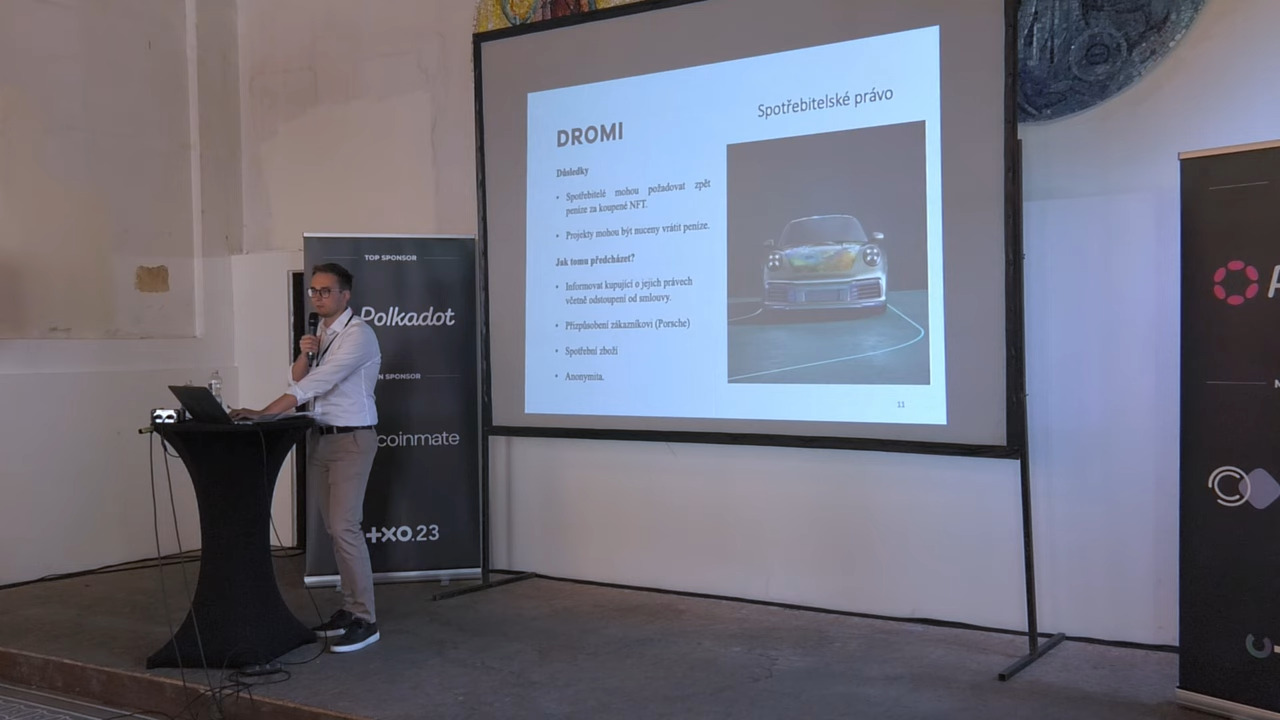 Spotřebitelské právo
DROMI
Důsledky
• Spotřebitelé mohou požadovat zpět
peníze za koupené NFT.
• Projekty mohou být nuceny vrátit peníze.
Jak tomu předcházet?
• Informovat kupující o jejich právech
včetně odstoupení od smlouvy.
• Přizpůsobení zákazníkovi (Porsche)
• Spotřební zboží
• Anonymita.
11
TOP SPONSOR
Polkadot
N SPONSOR
coinmate
+xo.23